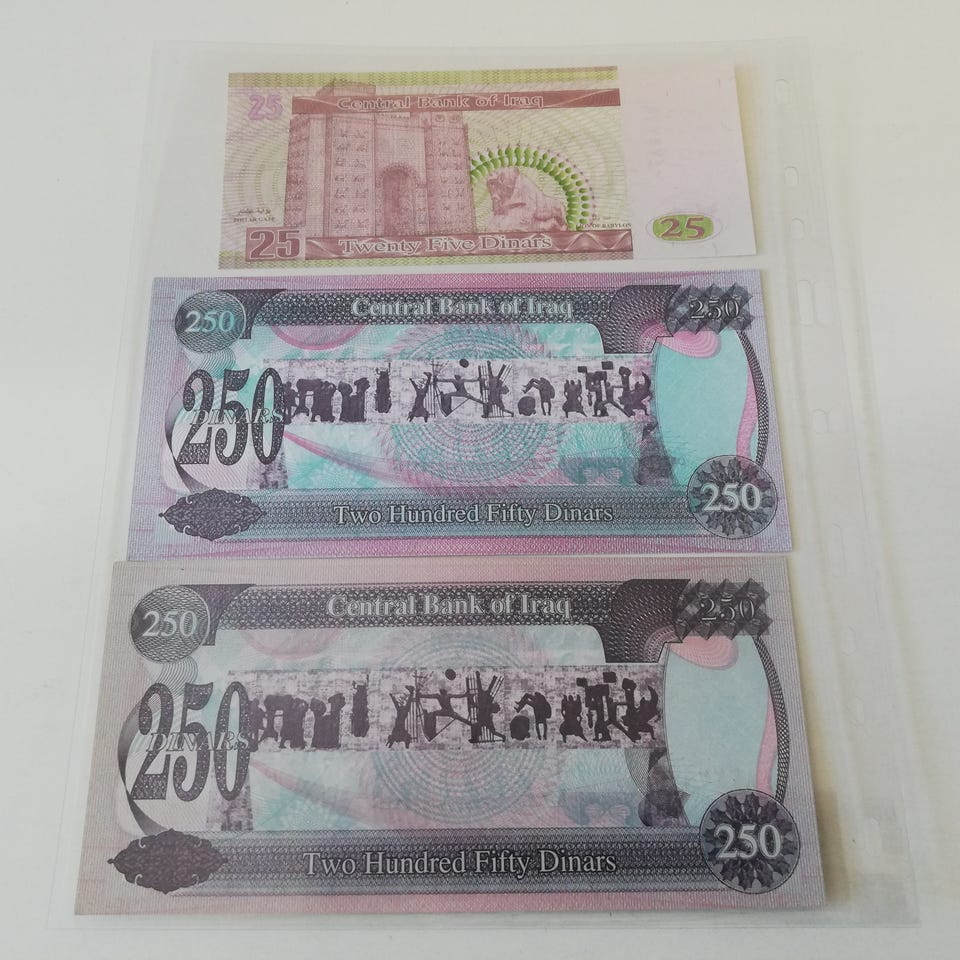 25
Central Bank of Iraq
بوابة عشتار
ISHTAR GATE
LION OF BABYLON
25
Twenty Five Dinars
25
250
Central Bank of Iraq
250
250
DINARS
Two Hundred Fifty Dinars
250
250
Central Bank of Iraq
250
250
DINARS
Two Hundred Fifty Dinars
250